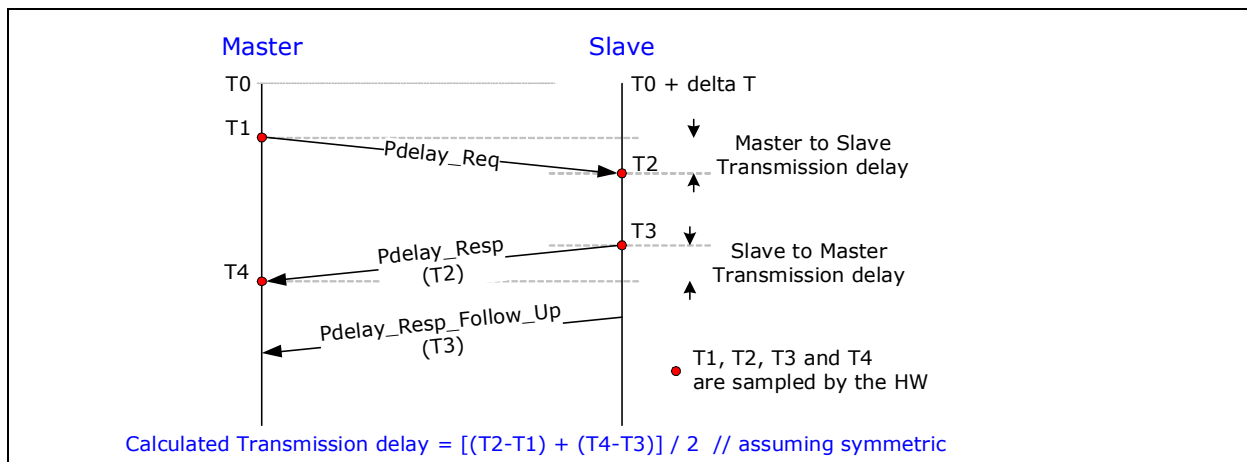 Master
Slave
T0
T0 + delta T
T1
Pdelay_Req
T2
Master to Slave
Transmission delay
T3
Pdelay_Resp
(T2)
T4
Slave to Master
Transmission delay
Pdelay_Resp_Follow_Up
(T3)
T1, T2, T3 and T4
are sampled by the HW
Calculated Transmission delay = [(T2-T1) + (T4-T3)] / 2 // assuming symmetric